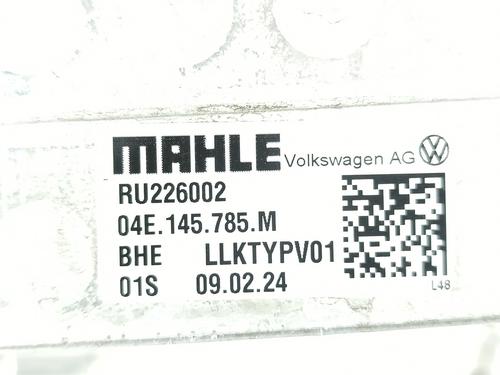 MAHLE Volkswagen AG
RU226002
04E.145.785.M
BHE LLKTYPV01
01S 09.02.24
L48